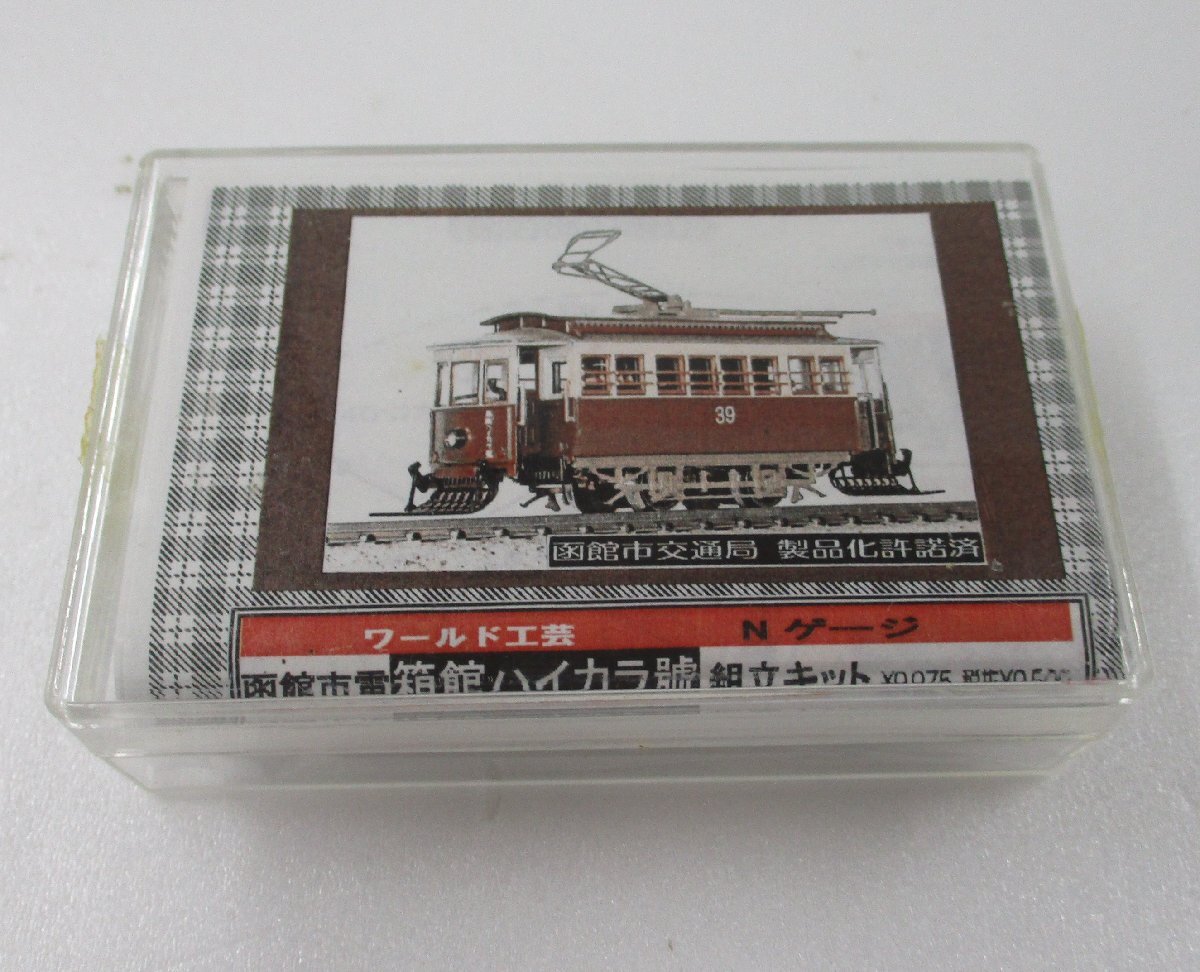 39
函館市交通局 製品化許諾済
ワールド工芸 Nゲージ
函館市電箱館ハイカラ號 組立キット